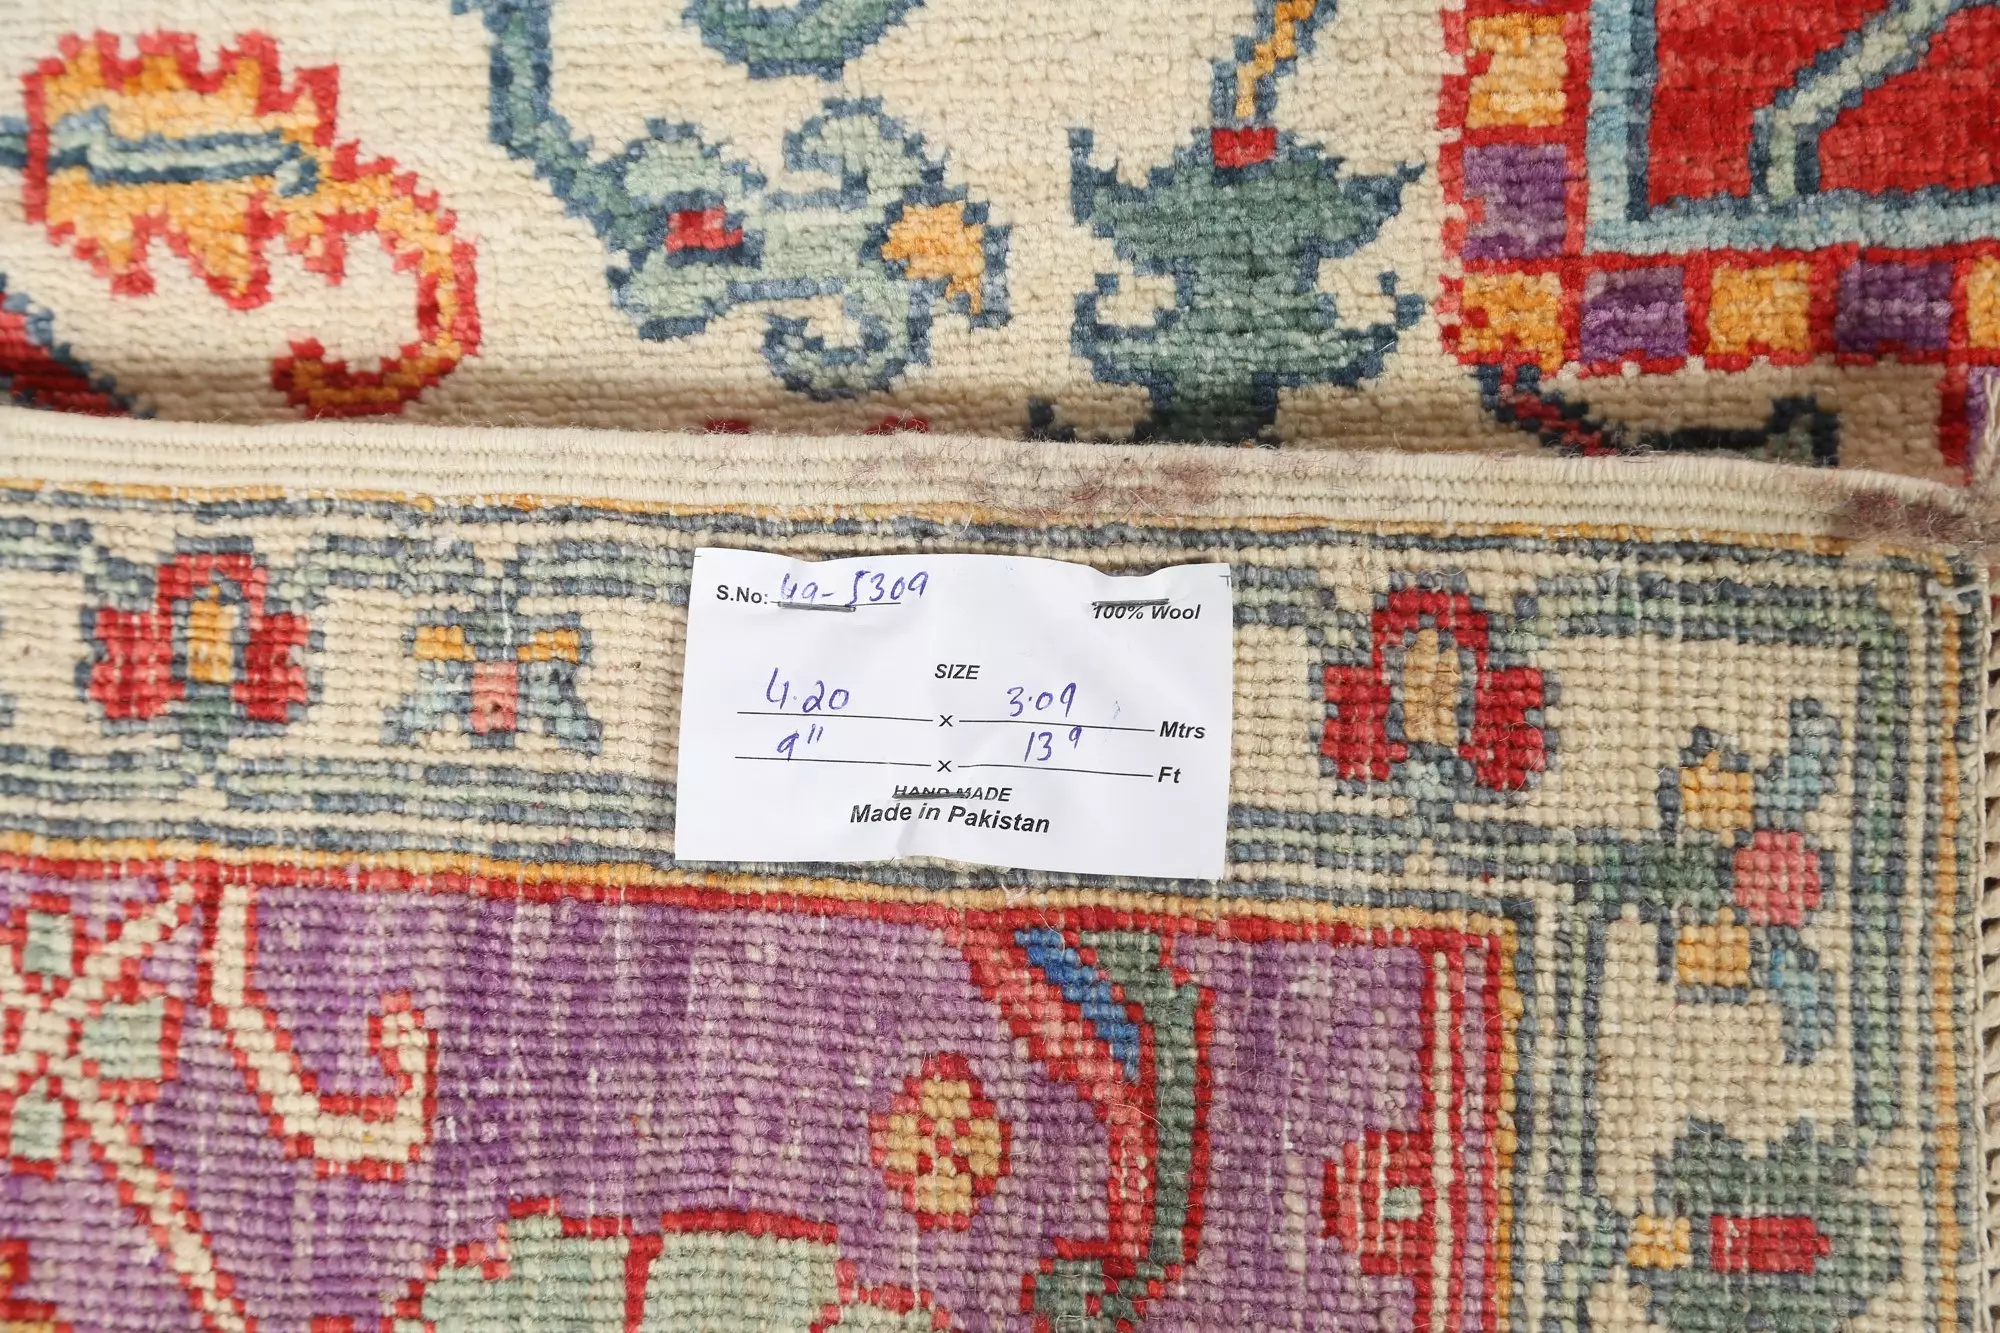 S.No: 49-5309
100% Wool
SIZE
4.20 × 3.09 Mtrs
9" × 13 9 Ft
HAND MADE
Made in Pakistan